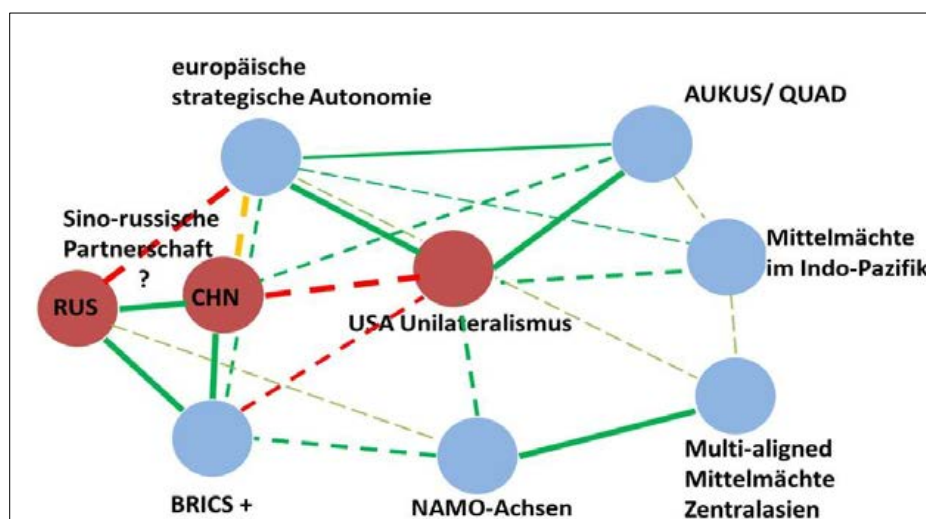 europäische
strategische Autonomie
AUKUS/ QUAD
Sino-russische
Partnerschaft
?
Mittelmächte
im Indo-Pazifik
RUS
CHN
USA Unilateralismus
Multi-aligned
Mittelmächte
Zentralasien
BRICS +
NAMO-Achsen